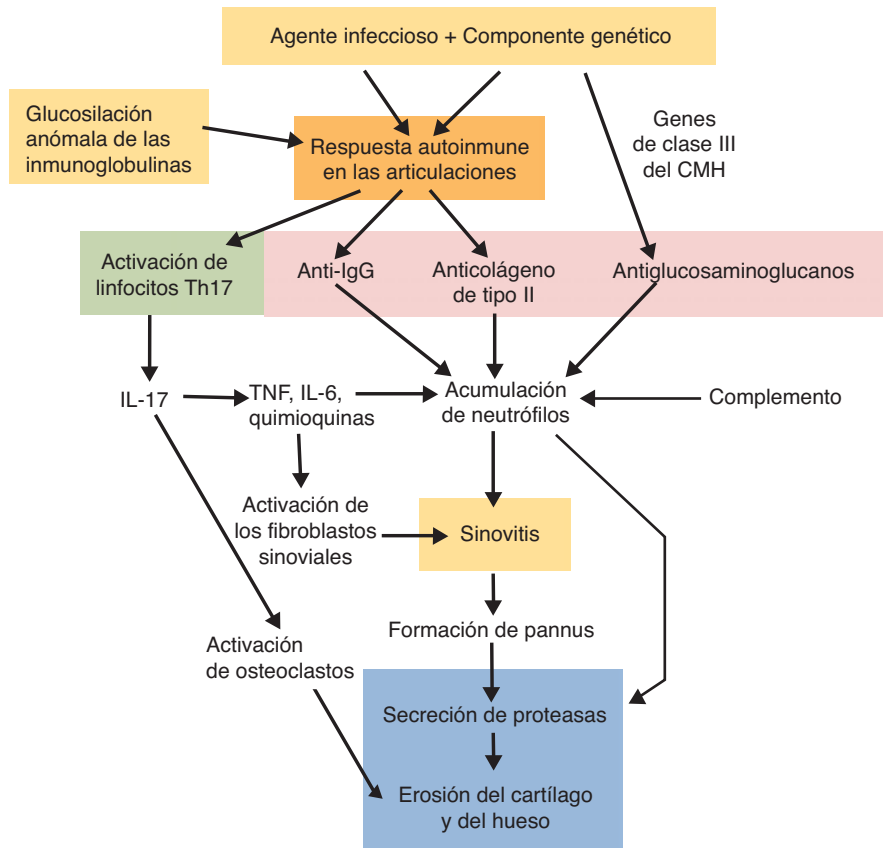 Agente infeccioso + Componente genético
Glucosilación
anómala de las
inmunoglobulinas
Genes
de clase III
del CMH
Respuesta autoinmune
en las articulaciones
Activación de
linfocitos Th17
Anti-IgG
Anticolágeno
de tipo II
Antiglucosaminoglucanos
IL-17
TNF, IL-6,
quimioquinas
Acumulación
de neutrófilos
Complemento
Activación de
los fibroblastos
sinoviales
Sinovitis
Formación de pannus
Activación
de osteoclastos
Secreción de proteasas
Erosión del cartílago
y del hueso